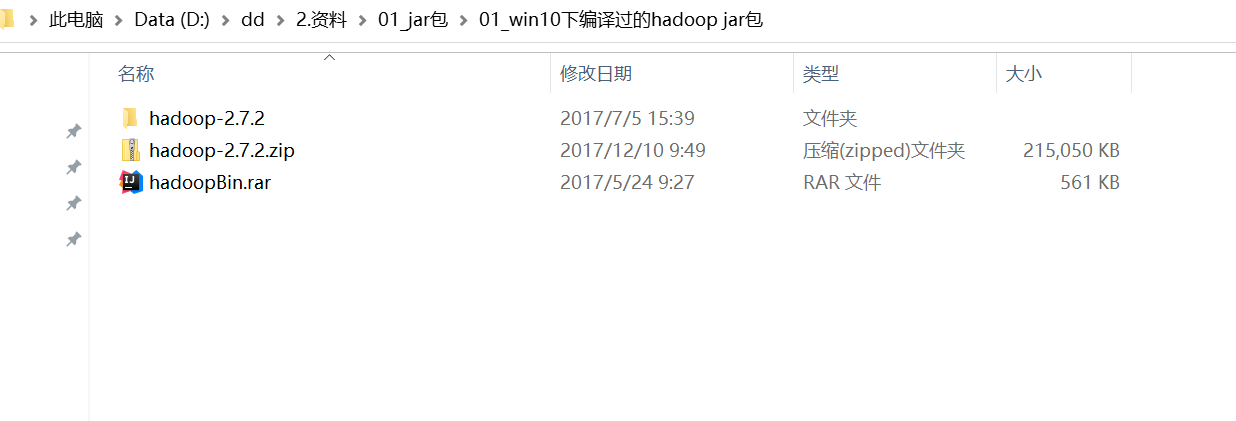 此电脑 > Data (D:) > dd > 2.资料 > 01_jar包 > 01_win10下编译过的hadoop jar包
名称 修改日期 类型 大小
hadoop-2.7.2 2017/7/5 15:39 文件夹
hadoop-2.7.2.zip 2017/12/10 9:49 压缩(zipped)文件夹 215,050 KB
hadoopBin.rar 2017/5/24 9:27 RAR 文件 561 KB